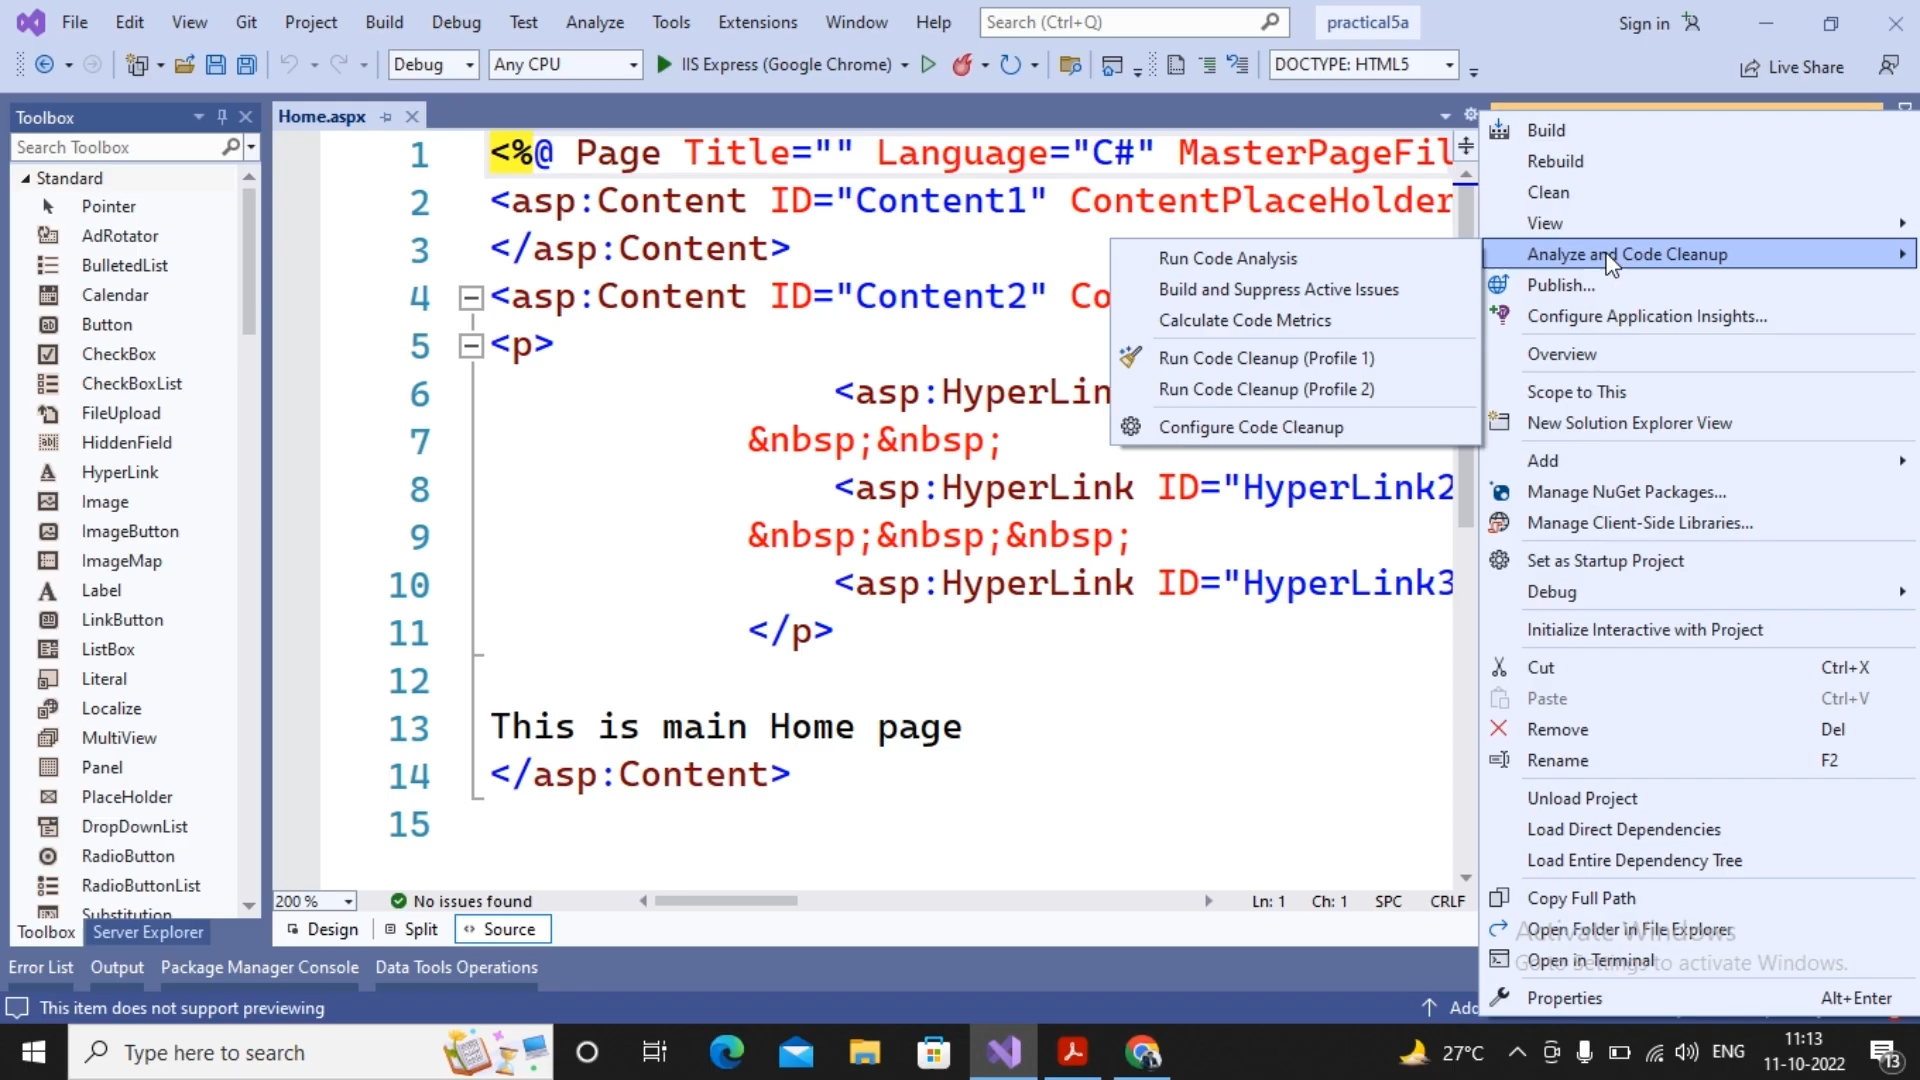 File Edit View Git Project Build Debug Test Analyze Tools Extensions Window Help Search (Ctrl+Q) practical5a Sign in
Debug Any CPU IIS Express (Google Chrome) DOCTYPE: HTML5 Live Share
Toolbox
Search Toolbox
Standard
Pointer
AdRotator
BulletedList
Calendar
Button
CheckBox
CheckBoxList
FileUpload
HiddenField
HyperLink
Image
ImageButton
ImageMap
Label
LinkButton
ListBox
Literal
Localize
MultiView
Panel
PlaceHolder
DropDownList
RadioButton
RadioButtonList
Substitution
Toolbox Server Explorer
Home.aspx
1 <%@ Page Title="" Language="C#" MasterPageFil
2 <asp:Content ID="Content1" ContentPlaceHolder
3 </asp:Content>
4 <asp:Content ID="Content2" Co
5 <p>
6 <asp:HyperLin
7 &nbsp;&nbsp;
8 <asp:HyperLink ID="HyperLink2
9 &nbsp;&nbsp;&nbsp;
10 <asp:HyperLink ID="HyperLink3
11 </p>
12
13 This is main Home page
14 </asp:Content>
15
200 % No issues found Ln: 1 Ch: 1 SPC CRLF
Design Split Source
Run Code Analysis
Build and Suppress Active Issues
Calculate Code Metrics
Run Code Cleanup (Profile 1)
Run Code Cleanup (Profile 2)
Configure Code Cleanup
Build
Rebuild
Clean
View
Analyze and Code Cleanup
Publish...
Configure Application Insights...
Overview
Scope to This
New Solution Explorer View
Add
Manage NuGet Packages...
Manage Client-Side Libraries...
Set as Startup Project
Debug
Initialize Interactive with Project
Cut Ctrl+X
Paste Ctrl+V
Remove Del
Rename F2
Unload Project
Load Direct Dependencies
Load Entire Dependency Tree
Copy Full Path
Open Folder in File Explorer
Open in Terminal
Properties Alt+Enter
Activate Windows
Go to Settings to activate Windows.
Error List Output Package Manager Console Data Tools Operations
This item does not support previewing Add
Type here to search 27°C ENG 11:13
11-10-2022 13